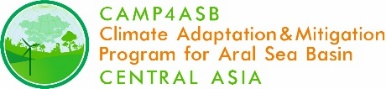 CAMP4ASB
Climate Adaptation & Mitigation
Program for Aral Sea Basin
CENTRAL ASIA